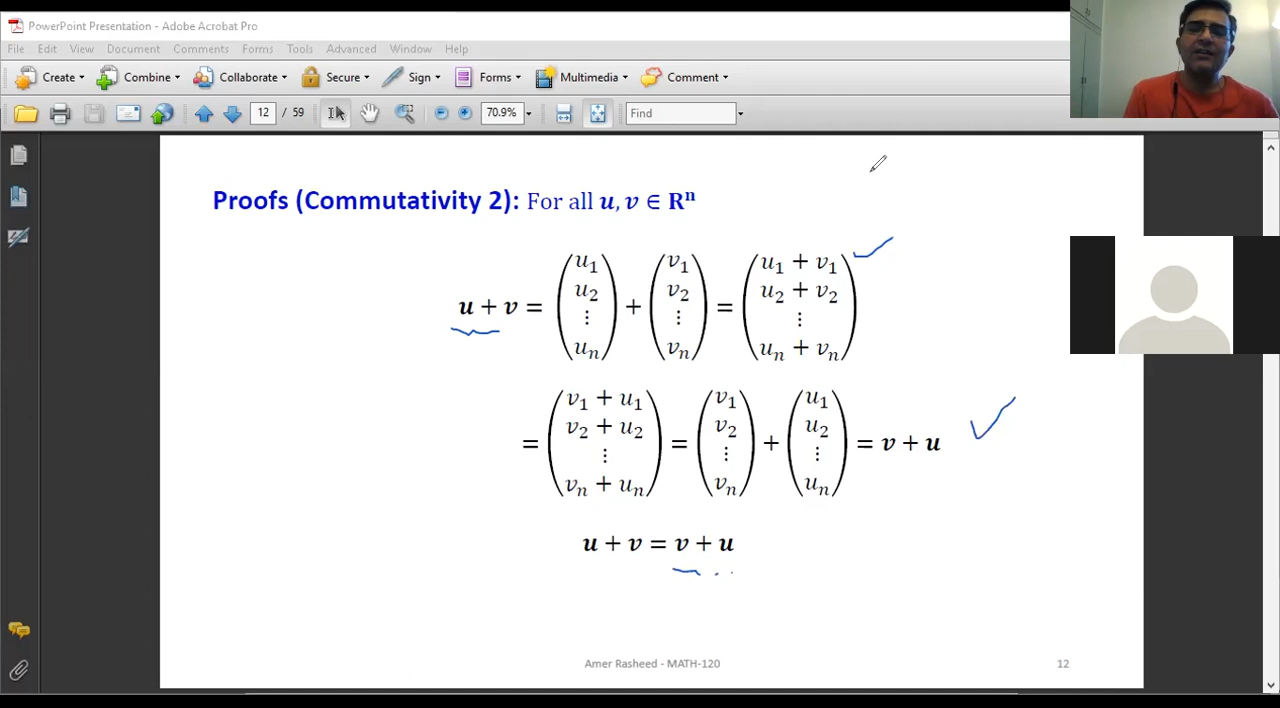 PowerPoint Presentation - Adobe Acrobat Pro
File Edit View Document Comments Forms Tools Advanced Window Help
Create Combine Collaborate Secure Sign Forms Multimedia Comment
12 / 59 70.9% Find
Proofs (Commutativity 2): For all u, v ∈ Rⁿ
u + v = (u₁ u₂ ⋮ uₙ) + (v₁ v₂ ⋮ vₙ) = (u₁ + v₁ u₂ + v₂ ⋮ uₙ + vₙ)
= (v₁ + u₁ v₂ + u₂ ⋮ vₙ + uₙ) = (v₁ v₂ ⋮ vₙ) + (u₁ u₂ ⋮ uₙ) = v + u
u + v = v + u
Amer Rasheed - MATH-120 12